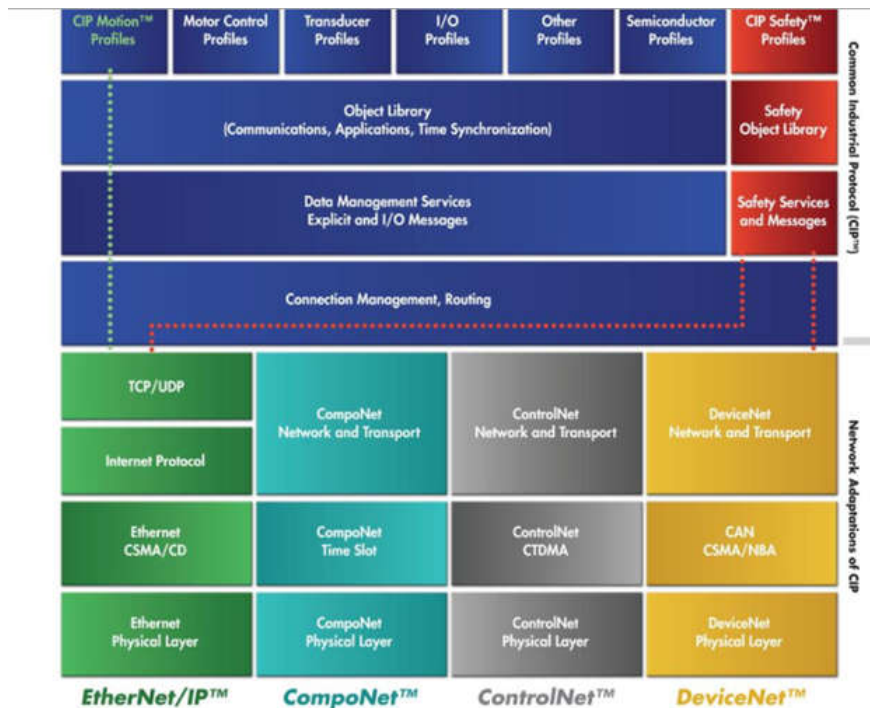 CIP Motion™
Profiles
Motor Control
Profiles
Transducer
Profiles
I/O
Profiles
Other
Profiles
Semiconductor
Profiles
CIP Safety™
Profiles
Object Library
(Communications, Applications, Time Synchronization)
Safety
Object Library
Data Management Services
Explicit and I/O Messages
Safety Services
and Messages
Connection Management, Routing
Common Industrial Protocol (CIP™)
TCP/UDP
Internet Protocol
CompoNet
Network and Transport
ControlNet
Network and Transport
DeviceNet
Network and Transport
Ethernet
CSMA/CD
CompoNet
Time Slot
ControlNet
CTDMA
CAN
CSMA/NBA
Ethernet
Physical Layer
CompoNet
Physical Layer
ControlNet
Physical Layer
DeviceNet
Physical Layer
Network Adaptations of CIP
EtherNet/IP™
CompoNet™
ControlNet™
DeviceNet™